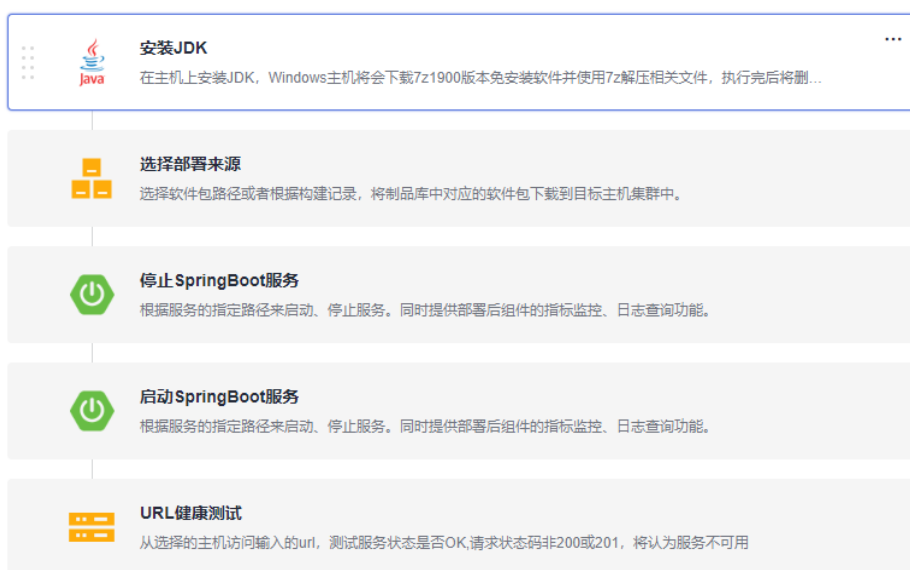 安装JDK
Java
在主机上安装JDK，Windows主机将会下载7z1900版本免安装软件并使用7z解压相关文件，执行完后将删...
选择部署来源
选择软件包路径或者根据构建记录，将制品库中对应的软件包下载到目标主机集群中。
停止SpringBoot服务
根据服务的指定路径来启动、停止服务。同时提供部署后组件的指标监控、日志查询功能。
启动SpringBoot服务
根据服务的指定路径来启动、停止服务。同时提供部署后组件的指标监控、日志查询功能。
URL健康测试
从选择的主机访问输入的url，测试服务状态是否OK,请求状态码非200或201，将认为服务不可用